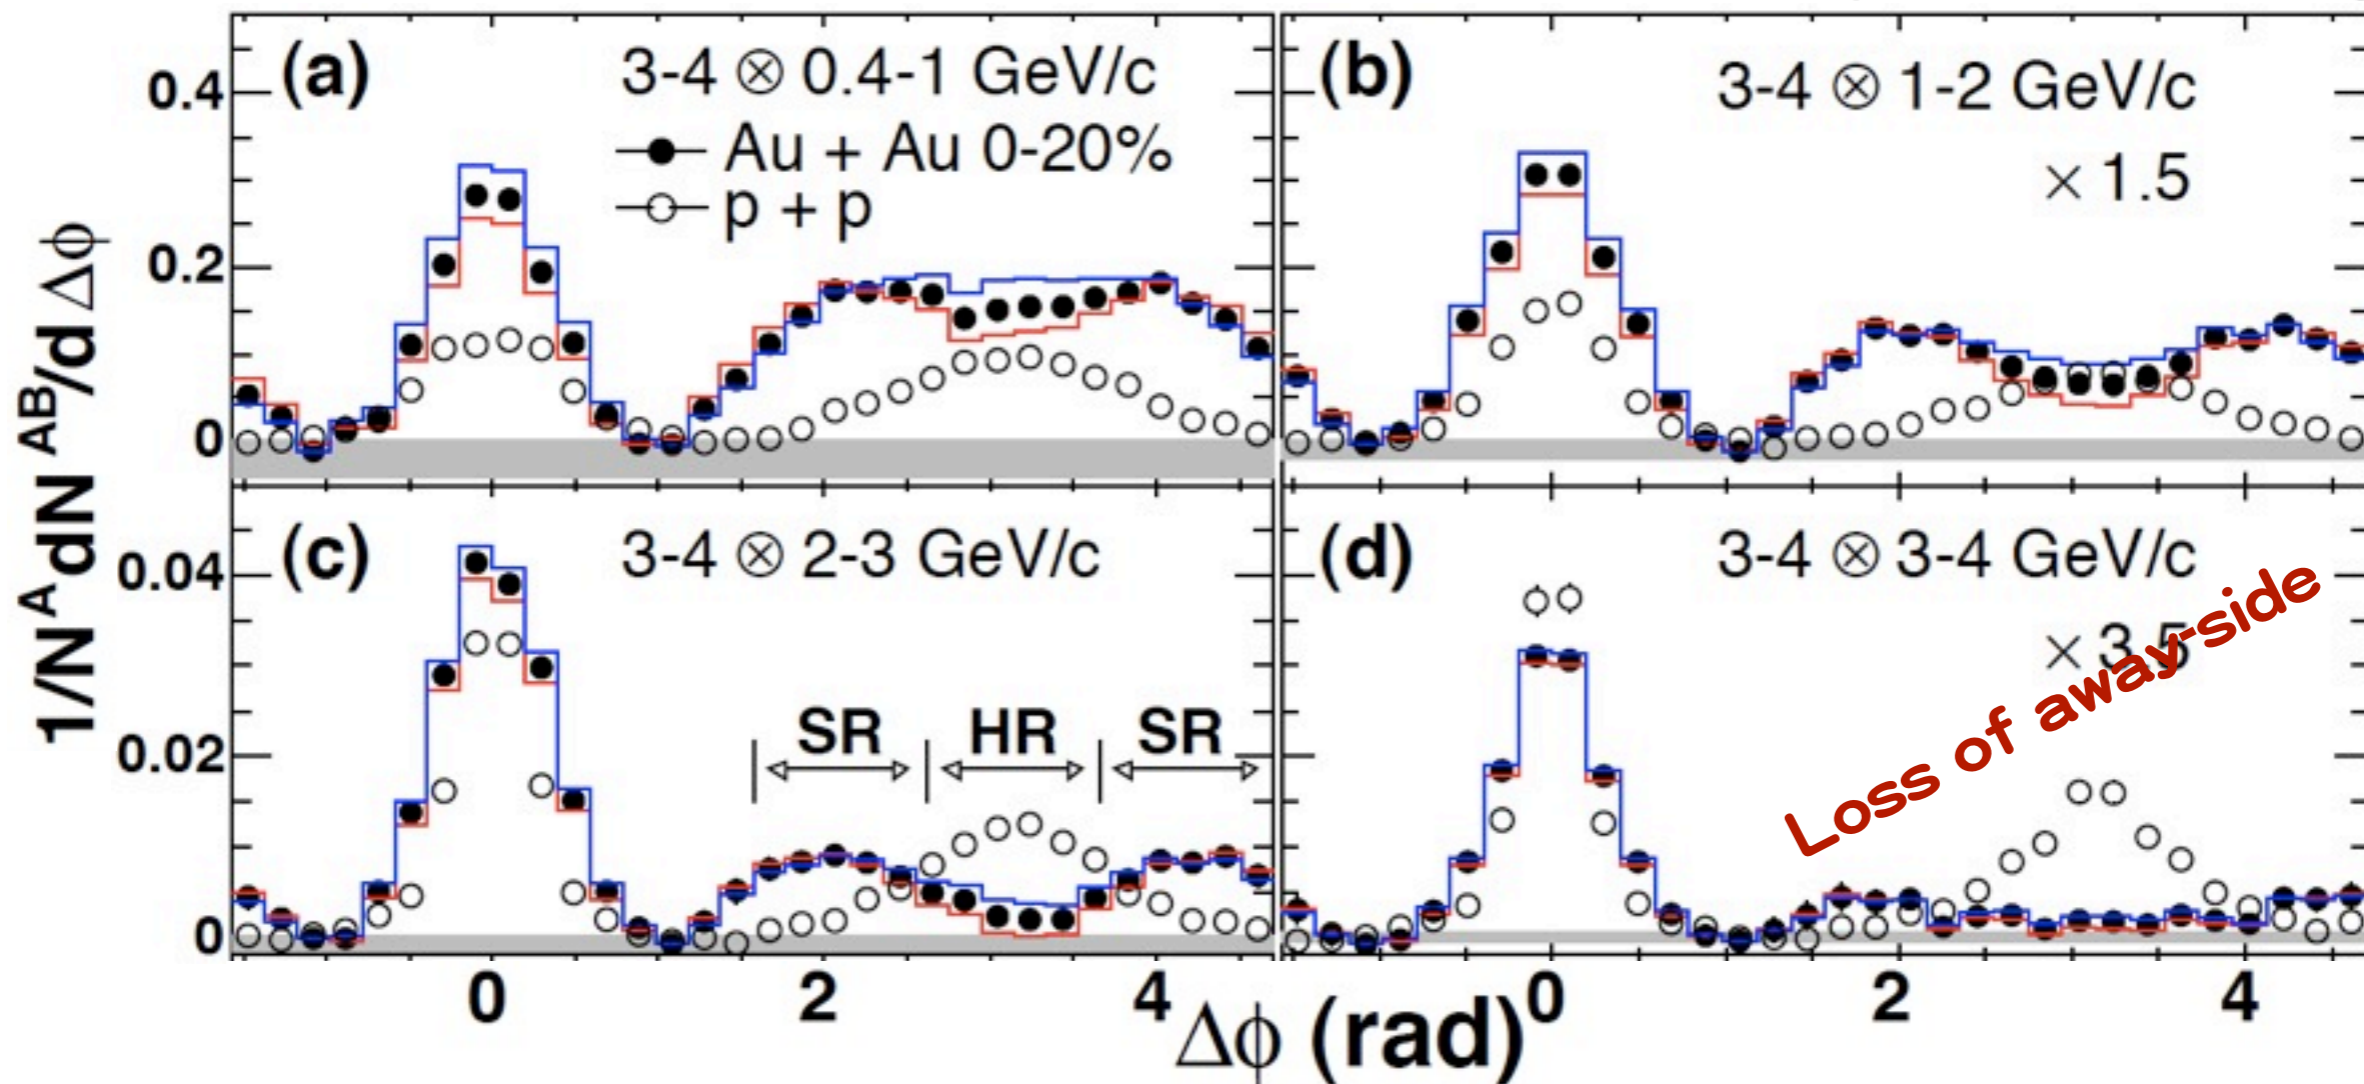 (a) 3-4 ⊗ 0.4-1 GeV/c
Au + Au 0-20%
p + p
(b) 3-4 ⊗ 1-2 GeV/c
× 1.5
0.4
0.2
0
1/N^A dN^AB/d Δϕ
(c) 3-4 ⊗ 2-3 GeV/c
SR HR SR
(d) 3-4 ⊗ 3-4 GeV/c
× 3.5
Loss of away-side
0.04
0.02
0
0 2 4 0 2 4
Δϕ (rad)